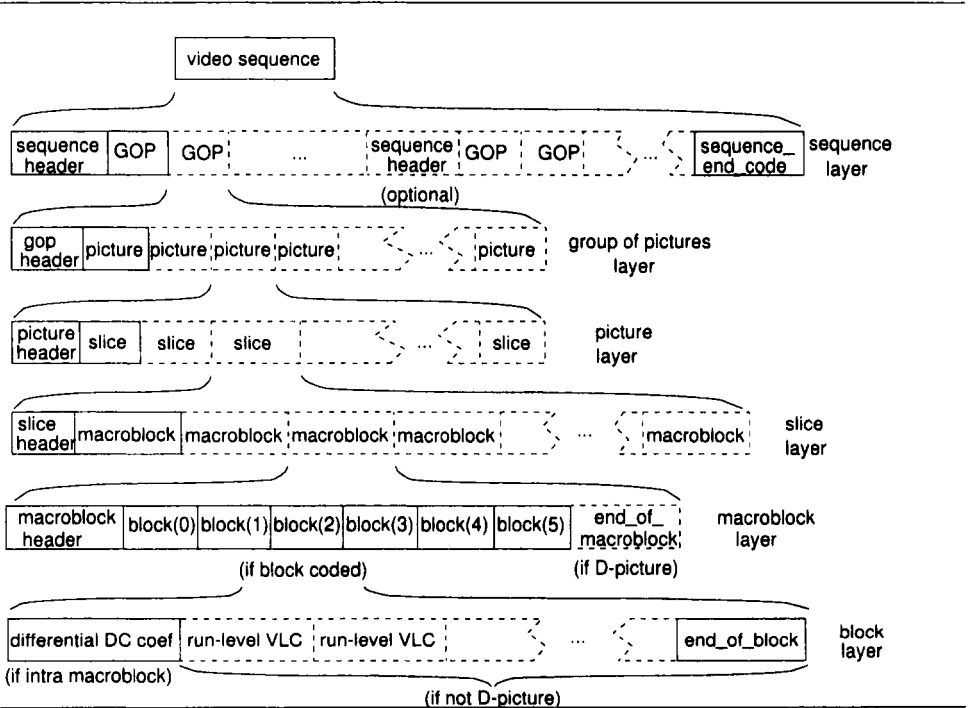 video sequence
sequence header GOP GOP ... sequence header GOP GOP ... sequence_ end_code sequence layer
(optional)
gop header picture picture picture picture ... picture group of pictures layer
picture header slice slice slice ... slice picture layer
slice header macroblock macroblock macroblock macroblock ... macroblock slice layer
macroblock header block(0) block(1) block(2) block(3) block(4) block(5) end_of_ macroblock macroblock layer
(if block coded) (if D-picture)
differential DC coef run-level VLC run-level VLC ... end_of_block block layer
(if intra macroblock)
(if not D-picture)